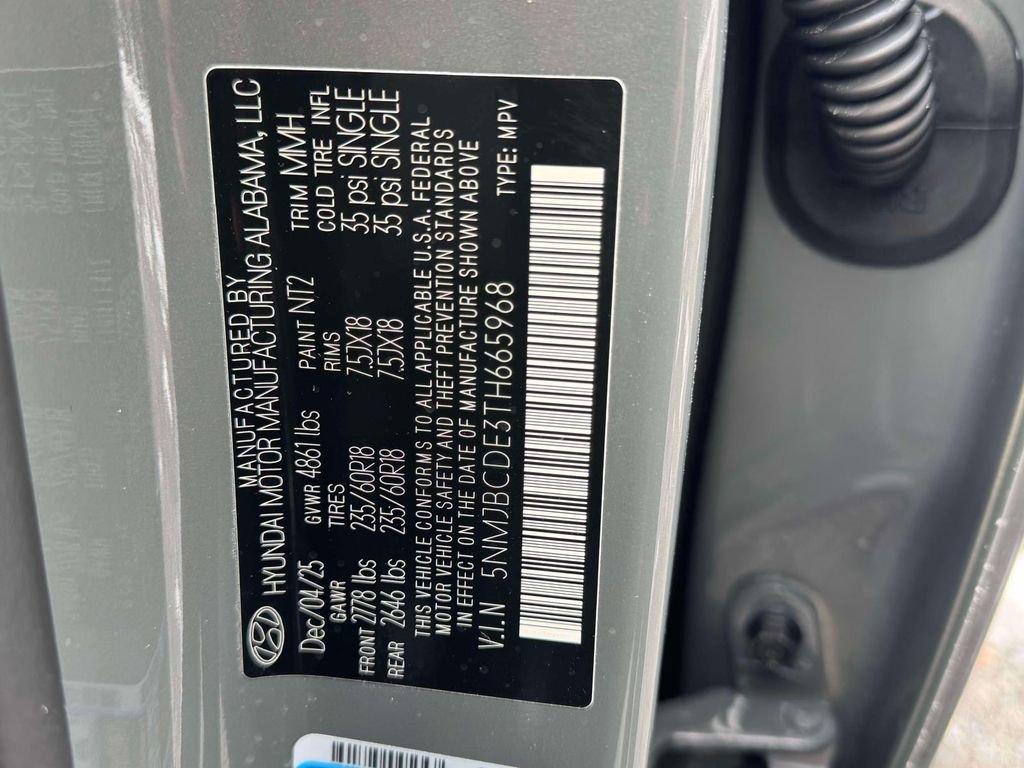 MANUFACTURED BY
HYUNDAI MOTOR MANUFACTURING ALABAMA, LLC
Dec/04/25 GVWR 4861 lbs PAINT NT2 TRIM MMH
GAWR TIRES RIMS COLD TIRE INFL
FRONT 2778 lbs 235/60R18 7.5JX18 35 psi SINGLE
REAR 2646 lbs 235/60R18 7.5JX18 35 psi SINGLE
THIS VEHICLE CONFORMS TO ALL APPLICABLE U.S.A. FEDERAL
MOTOR VEHICLE SAFETY AND THEFT PREVENTION STANDARDS
IN EFFECT ON THE DATE OF MANUFACTURE SHOWN ABOVE
V.I.N 5NMJBCDE3TH665968 TYPE: MPV